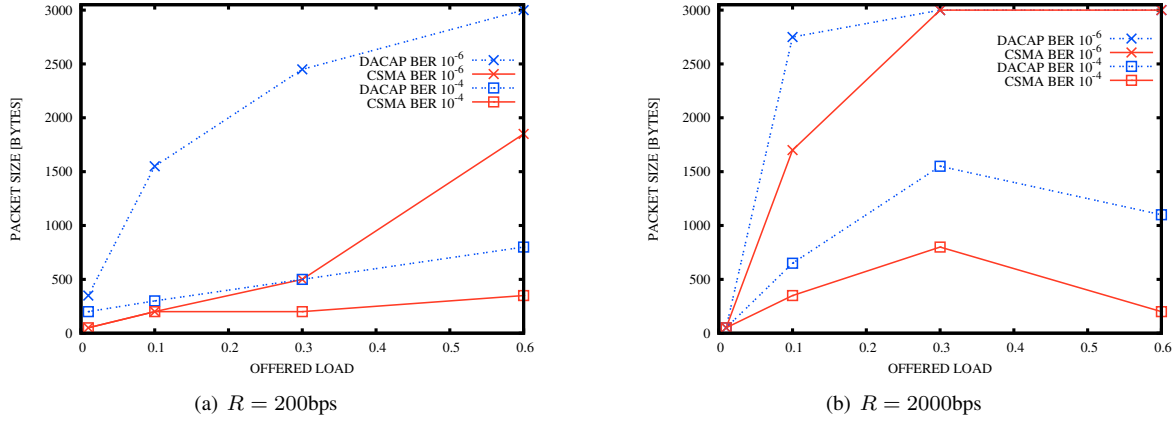 3000
2500
2000
1500
1000
500
0
PACKET SIZE [BYTES]
0 0.1 0.2 0.3 0.4 0.5 0.6
OFFERED LOAD
DACAP BER 10^-6
CSMA BER 10^-6
DACAP BER 10^-4
CSMA BER 10^-4
(a) R = 200bps
3000
2500
2000
1500
1000
500
0
PACKET SIZE [BYTES]
0 0.1 0.2 0.3 0.4 0.5 0.6
OFFERED LOAD
DACAP BER 10^-6
CSMA BER 10^-6
DACAP BER 10^-4
CSMA BER 10^-4
(b) R = 2000bps